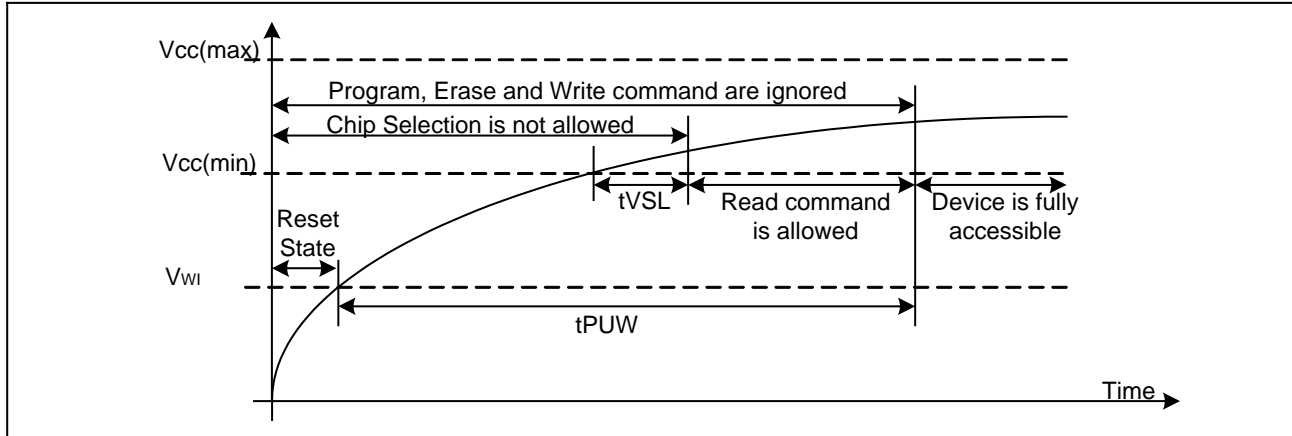 Vcc(max)
Program, Erase and Write command are ignored
Chip Selection is not allowed
Vcc(min)
tVSL
Read command
is allowed
Device is fully
accessible
Reset
State
VWI
tPUW
Time